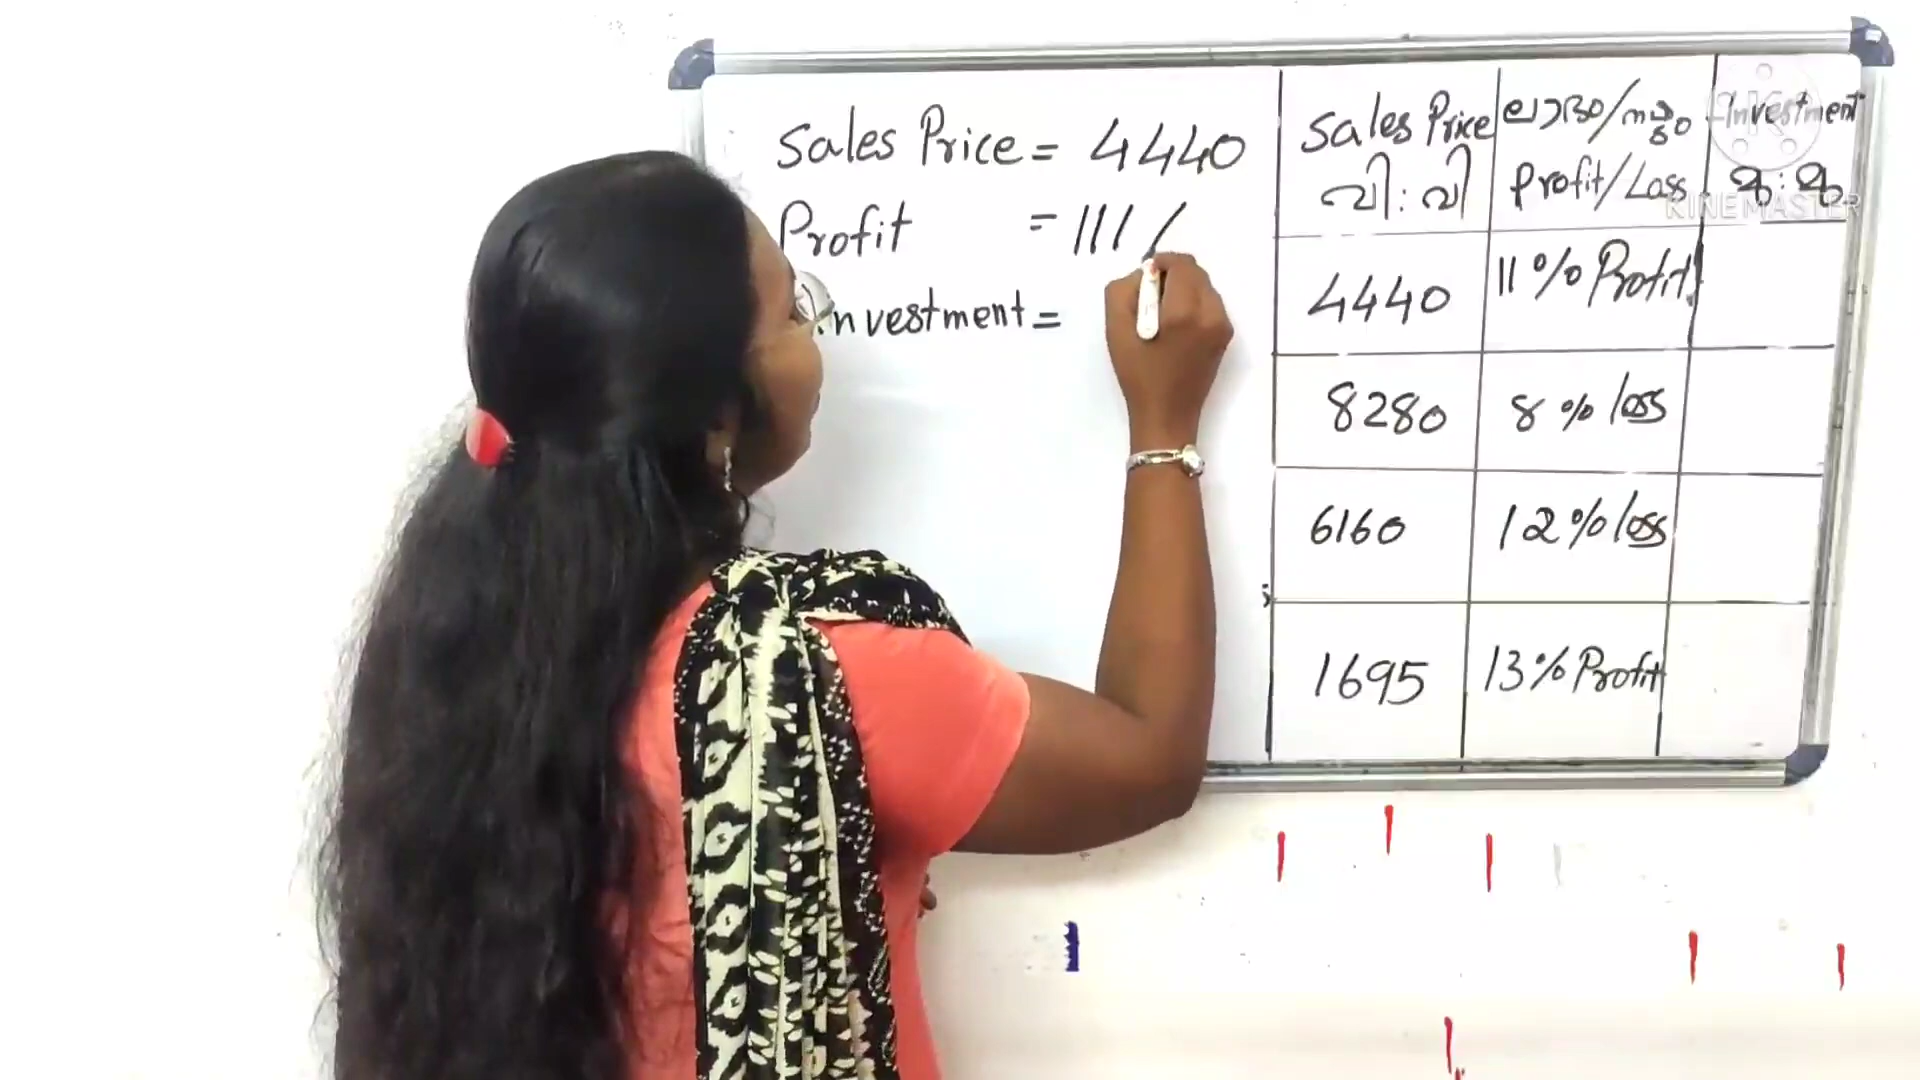 Sales Price = 4440
Profit = 111 /
Investment =
Sales Price ലാഭം/നഷ്ടം Investment
വി:വി Profit/Loss മു:മു
KINEMASTER
4440 11% Profit
8280 8% loss
6160 12% loss
1695 13% Profit